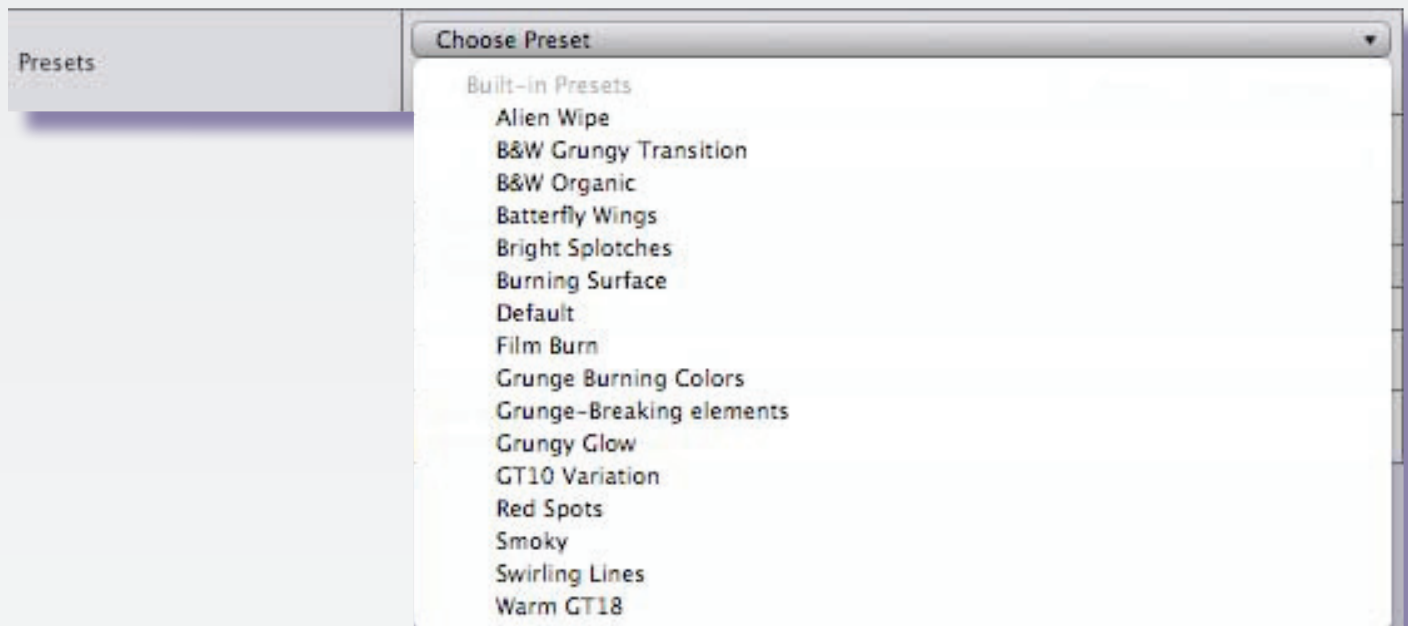 Presets
Choose Preset
Built-in Presets
Alien Wipe
B&W Grungy Transition
B&W Organic
Batterfly Wings
Bright Splotches
Burning Surface
Default
Film Burn
Grunge Burning Colors
Grunge-Breaking elements
Grungy Glow
GT10 Variation
Red Spots
Smoky
Swirling Lines
Warm GT18